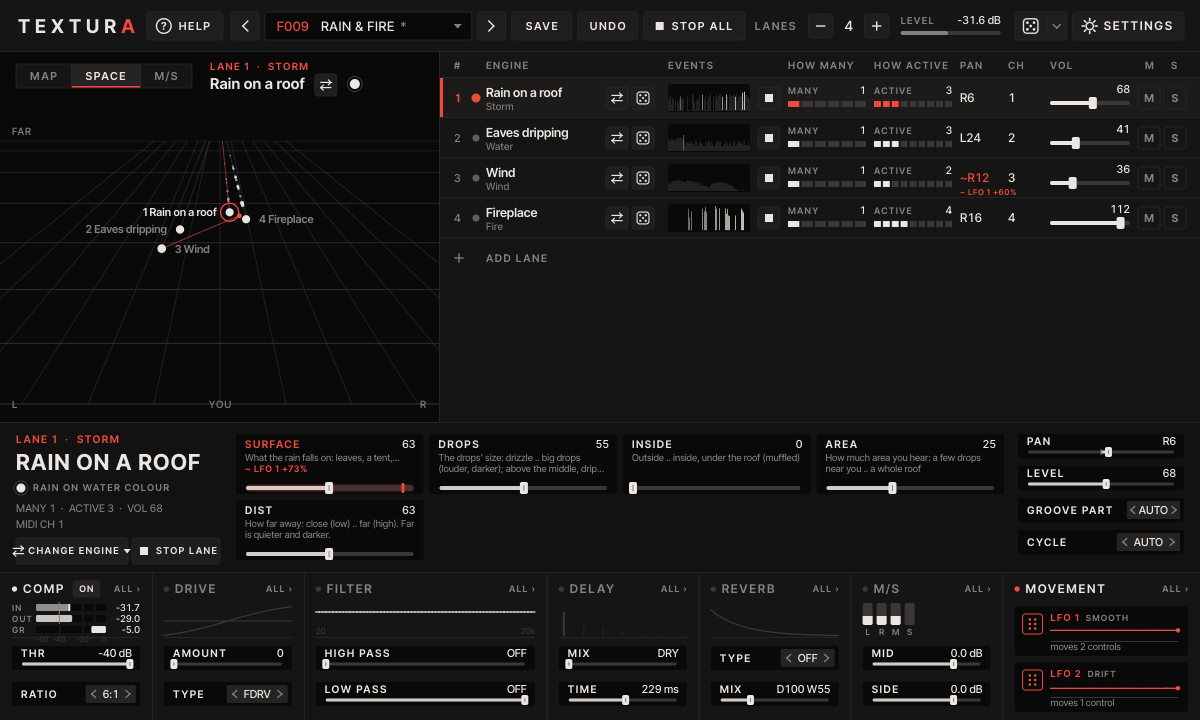 TEXTURA HELP F009 RAIN & FIRE * SAVE UNDO STOP ALL LANES 4 LEVEL -31.6 dB SETTINGS
MAP SPACE M/S
LANE 1 · STORM
Rain on a roof
FAR
1 Rain on a roof
2 Eaves dripping
3 Wind
4 Fireplace
L YOU R
# ENGINE EVENTS HOW MANY HOW ACTIVE PAN CH VOL M S
1 Rain on a roof MANY 1 ACTIVE 3 R6 1 68 M S
Storm
2 Eaves dripping MANY 1 ACTIVE 3 L24 2 41 M S
Water
3 Wind MANY 1 ACTIVE 2 ~R12 3 36 M S
Wind ~ LFO 1 +60%
4 Fireplace MANY 1 ACTIVE 4 R16 4 112 M S
Fire
+ ADD LANE
LANE 1 · STORM
RAIN ON A ROOF
RAIN ON WATER COLOUR
MANY 1 · ACTIVE 3 · VOL 68
MIDI CH 1
CHANGE ENGINE STOP LANE
SURFACE 63
What the rain falls on: leaves, a tent,...
~ LFO 1 +73%
DROPS 55
The drops' size: drizzle .. big drops
(louder, darker); above the middle, drip...
INSIDE 0
Outside .. inside, under the roof (muffled)
AREA 25
How much area you hear: a few drops
near you .. a whole roof
DIST 63
How far away: close (low) .. far (high). Far
is quieter and darker.
PAN R6
LEVEL 68
GROOVE PART < AUTO >
CYCLE < AUTO >
COMP ON ALL ›
IN -31.7
OUT -29.0
GR -5.0
-60 -40 -20 0
THR -40 dB
RATIO < 6:1 >
DRIVE ALL ›
AMOUNT 0
TYPE < FDRV >
FILTER ALL ›
20 20k
HIGH PASS OFF
LOW PASS OFF
DELAY ALL ›
MIX DRY
TIME 229 ms
REVERB ALL ›
TYPE < OFF >
MIX D100 W55
M/S ALL ›
L R M S
MID 0.0 dB
SIDE 0.0 dB
MOVEMENT ALL ›
LFO 1 SMOOTH
moves 2 controls
LFO 2 DRIFT
moves 1 control